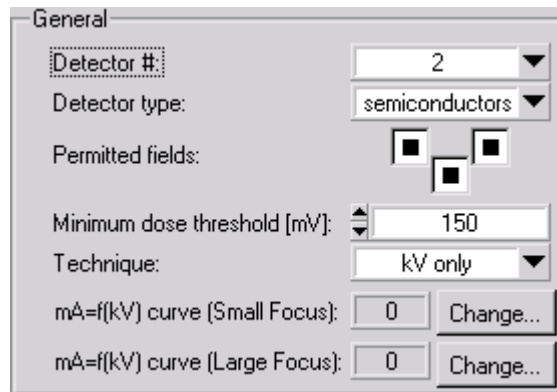 General
Detector #: 2
Detector type: semiconductors
Permitted fields:
Minimum dose threshold [mV]: 150
Technique: kV only
mA=f(kV) curve (Small Focus): 0 Change...
mA=f(kV) curve (Large Focus): 0 Change...